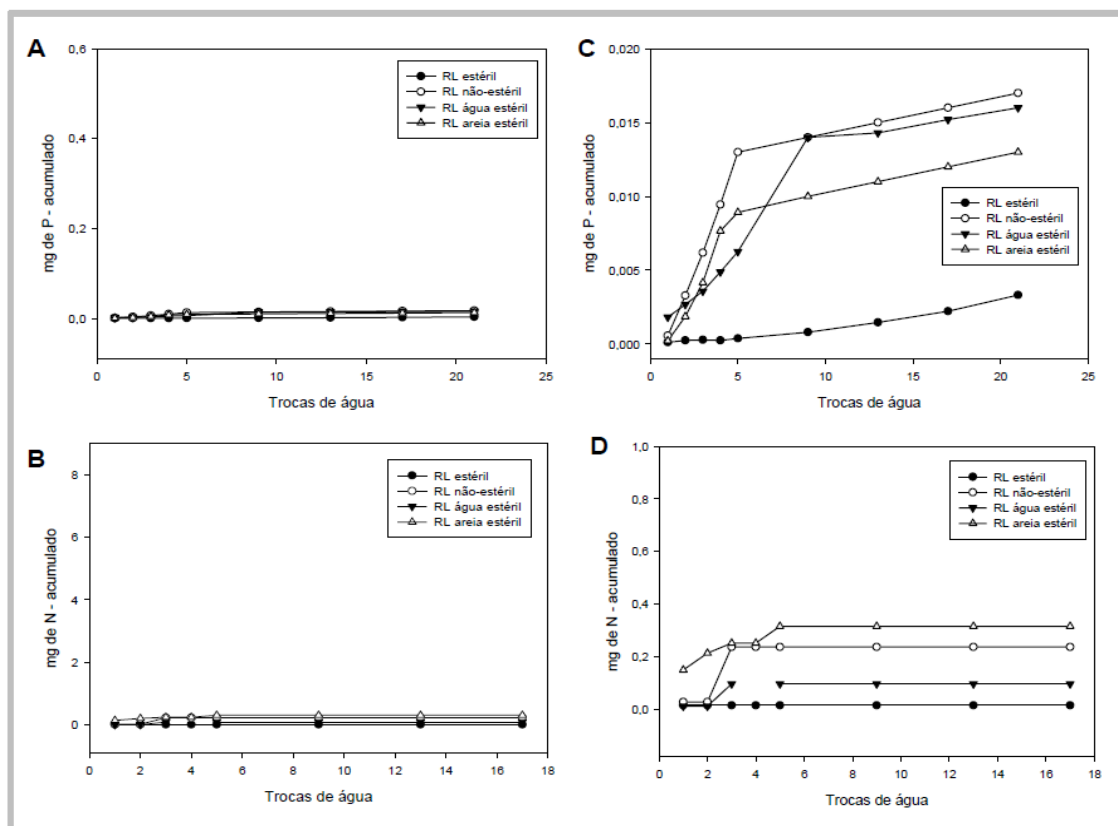 A
mg de P - acumulado
0,6
0,4
0,2
0,0
RL estéril
RL não-estéril
RL água estéril
RL areia estéril
0 5 10 15 20 25
Trocas de água
C
mg de P - acumulado
0,020
0,015
0,010
0,005
0,000
RL estéril
RL não-estéril
RL água estéril
RL areia estéril
0 5 10 15 20 25
Trocas de água
B
mg de N - acumulado
8
6
4
2
0
RL estéril
RL não-estéril
RL água estéril
RL areia estéril
0 2 4 6 8 10 12 14 16 18
Trocas de água
D
mg de N - acumulado
1,0
0,8
0,6
0,4
0,2
0,0
RL estéril
RL não-estéril
RL água estéril
RL areia estéril
0 2 4 6 8 10 12 14 16 18
Trocas de água